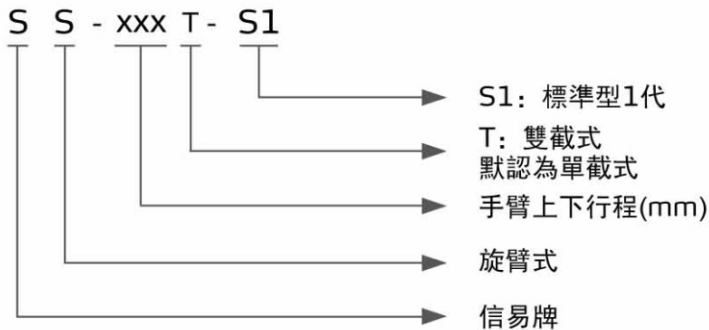 S S - xxx T - S1
S1: 標準型1代
T: 雙截式
默認為單截式
手臂上下行程(mm)
旋臂式
信易牌